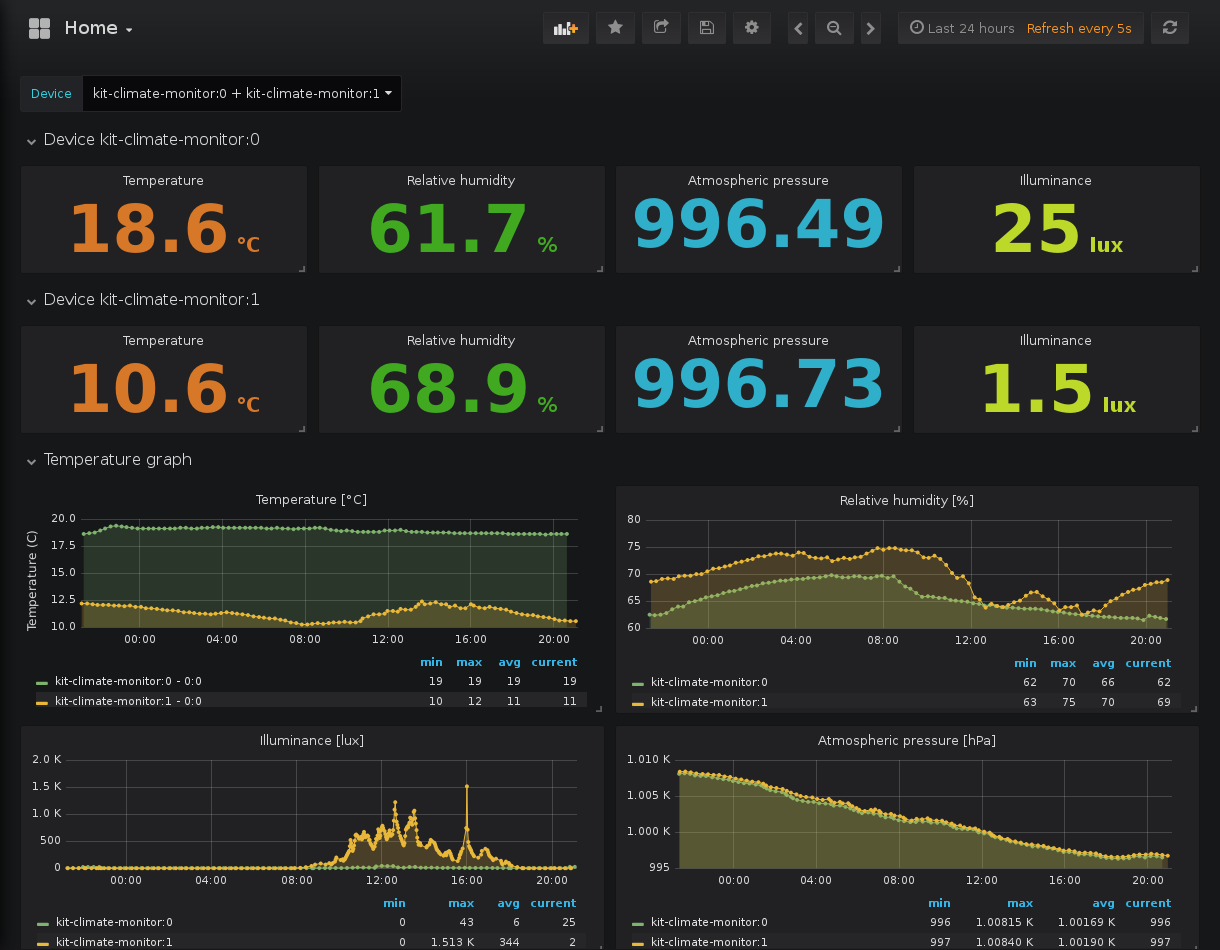 Home
Last 24 hours Refresh every 5s
Device kit-climate-monitor:0 + kit-climate-monitor:1
Device kit-climate-monitor:0
Temperature Relative humidity Atmospheric pressure Illuminance
18.6 °C 61.7 % 996.49 25 lux
Device kit-climate-monitor:1
Temperature Relative humidity Atmospheric pressure Illuminance
10.6 °C 68.9 % 996.73 1.5 lux
Temperature graph
Temperature [°C]
Temperature (C)
20.0
17.5
15.0
12.5
10.0
00:00 04:00 08:00 12:00 16:00 20:00
min max avg current
kit-climate-monitor:0 - 0:0 19 19 19 19
kit-climate-monitor:1 - 0:0 10 12 11 11
Relative humidity [%]
80
75
70
65
60
00:00 04:00 08:00 12:00 16:00 20:00
min max avg current
kit-climate-monitor:0 62 70 66 62
kit-climate-monitor:1 63 75 70 69
Illuminance [lux]
2.0 K
1.5 K
1.0 K
500
0
00:00 04:00 08:00 12:00 16:00 20:00
min max avg current
kit-climate-monitor:0 0 43 6 25
kit-climate-monitor:1 0 1.513 K 344 2
Atmospheric pressure [hPa]
1.010 K
1.005 K
1.000 K
995
00:00 04:00 08:00 12:00 16:00 20:00
min max avg current
kit-climate-monitor:0 996 1.00815 K 1.00169 K 996
kit-climate-monitor:1 997 1.00840 K 1.00190 K 997